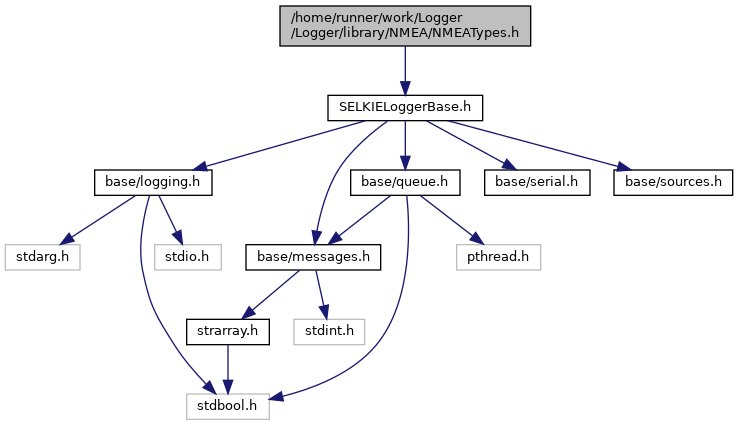 /home/runner/work/Logger
/Logger/library/NMEA/NMEATypes.h
SELKIELoggerBase.h
base/logging.h
base/queue.h
base/serial.h
base/sources.h
stdarg.h
stdio.h
base/messages.h
pthread.h
strarray.h
stdint.h
stdbool.h